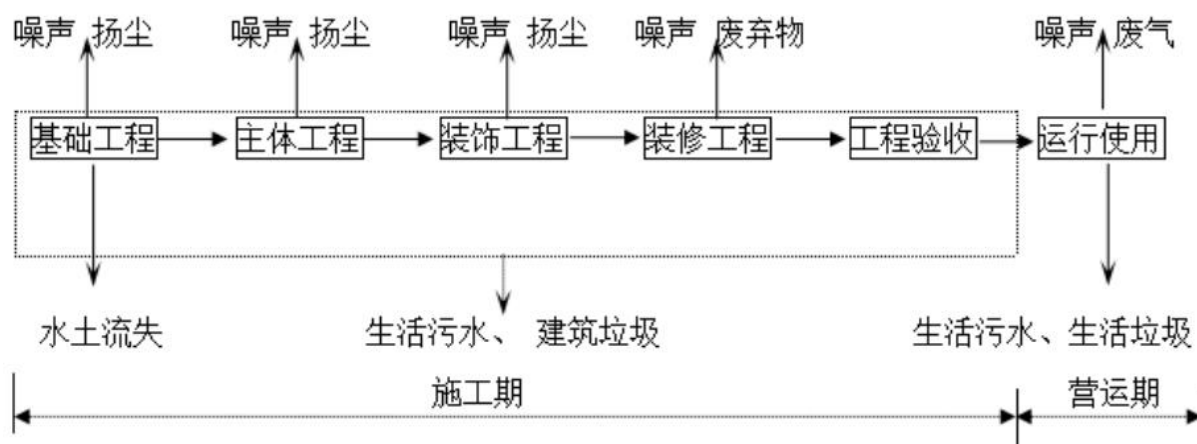 噪声 扬尘 噪声 扬尘 噪声 扬尘 噪声 废弃物 噪声 废气
基础工程 主体工程 装饰工程 装修工程 工程验收 运行使用
水土流失 生活污水、 建筑垃圾 生活污水、生活垃圾
施工期 营运期